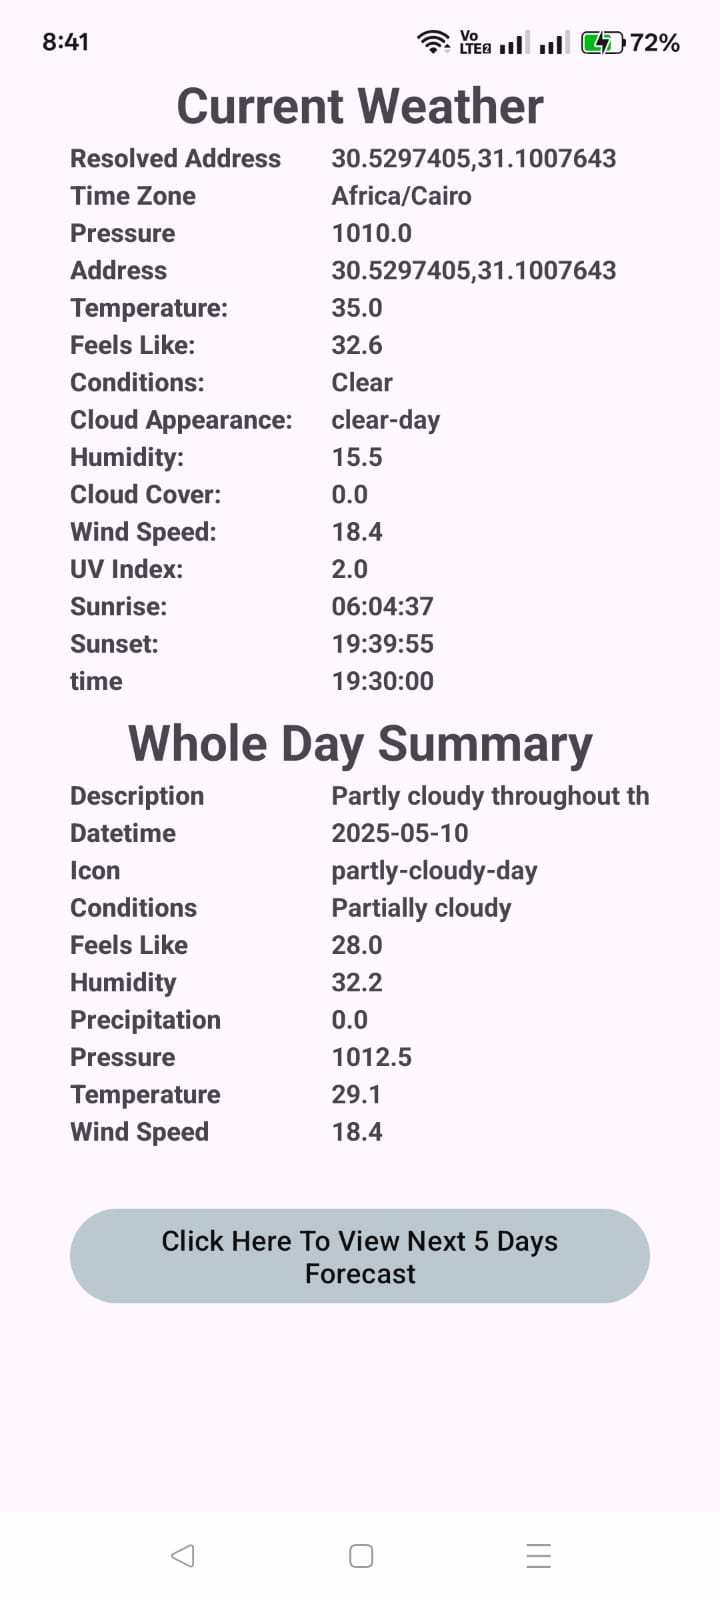 8:41 Vo LTE2 72%
Current Weather
Resolved Address 30.5297405,31.1007643
Time Zone Africa/Cairo
Pressure 1010.0
Address 30.5297405,31.1007643
Temperature: 35.0
Feels Like: 32.6
Conditions: Clear
Cloud Appearance: clear-day
Humidity: 15.5
Cloud Cover: 0.0
Wind Speed: 18.4
UV Index: 2.0
Sunrise: 06:04:37
Sunset: 19:39:55
time 19:30:00
Whole Day Summary
Description Partly cloudy throughout th
Datetime 2025-05-10
Icon partly-cloudy-day
Conditions Partially cloudy
Feels Like 28.0
Humidity 32.2
Precipitation 0.0
Pressure 1012.5
Temperature 29.1
Wind Speed 18.4
Click Here To View Next 5 Days
Forecast